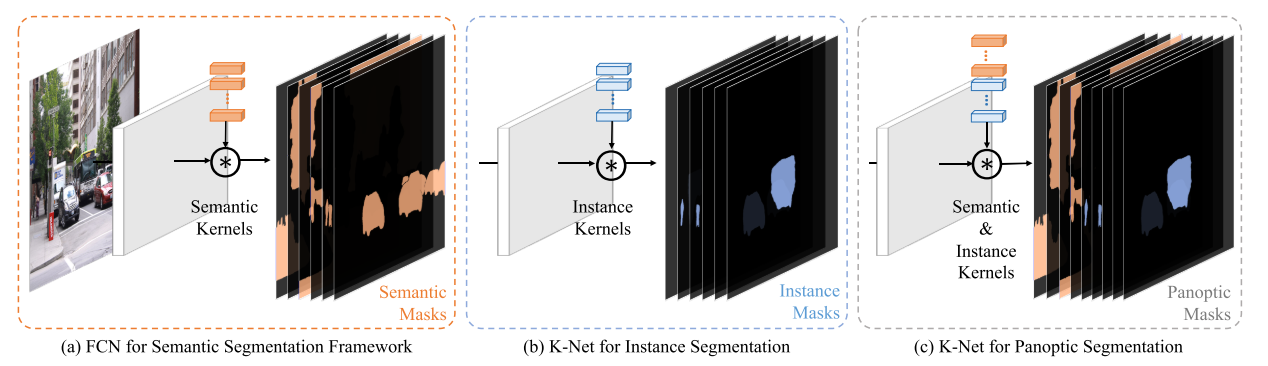 Semantic
Kernels
Semantic
Masks
(a) FCN for Semantic Segmentation Framework
Instance
Kernels
Instance
Masks
(b) K-Net for Instance Segmentation
Semantic
&
Instance
Kernels
Panoptic
Masks
(c) K-Net for Panoptic Segmentation